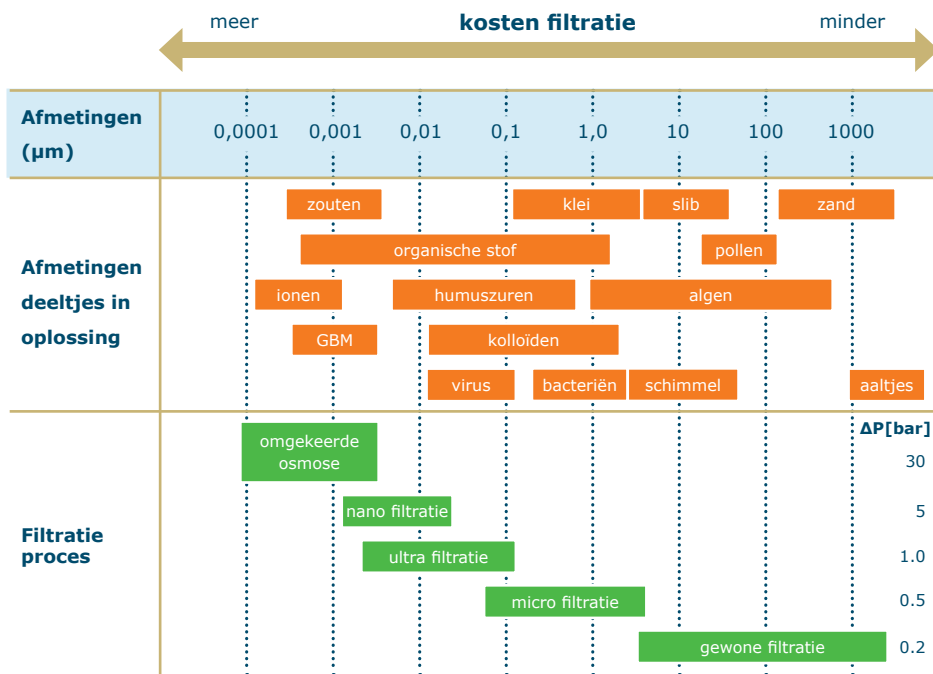 meer kosten filtratie minder
Afmetingen
(µm)
0,0001 0,001 0,01 0,1 1,0 10 100 1000
Afmetingen
deeltjes in
oplossing
zouten klei slib zand
organische stof pollen
ionen humuszuren algen
GBM kolloïden
virus bacteriën schimmel aaltjes
Filtratie
proces
ΔP[bar]
omgekeerde
osmose
30
nano filtratie 5
ultra filtratie 1.0
micro filtratie 0.5
gewone filtratie 0.2